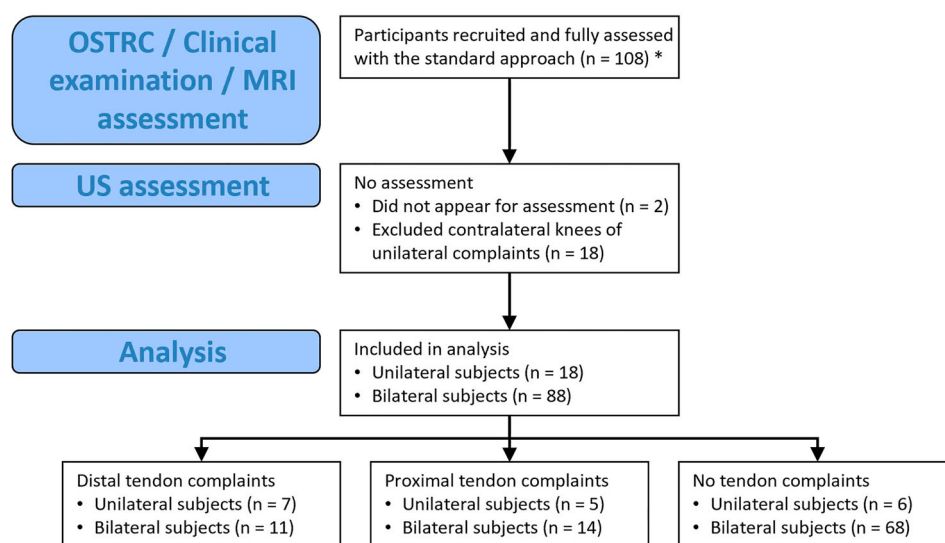 OSTRC / Clinical
examination / MRI
assessment
Participants recruited and fully assessed
with the standard approach (n = 108) *
US assessment
No assessment
• Did not appear for assessment (n = 2)
• Excluded contralateral knees of
unilateral complaints (n = 18)
Analysis
Included in analysis
• Unilateral subjects (n = 18)
• Bilateral subjects (n = 88)
Distal tendon complaints
• Unilateral subjects (n = 7)
• Bilateral subjects (n = 11)
Proximal tendon complaints
• Unilateral subjects (n = 5)
• Bilateral subjects (n = 14)
No tendon complaints
• Unilateral subjects (n = 6)
• Bilateral subjects (n = 68)